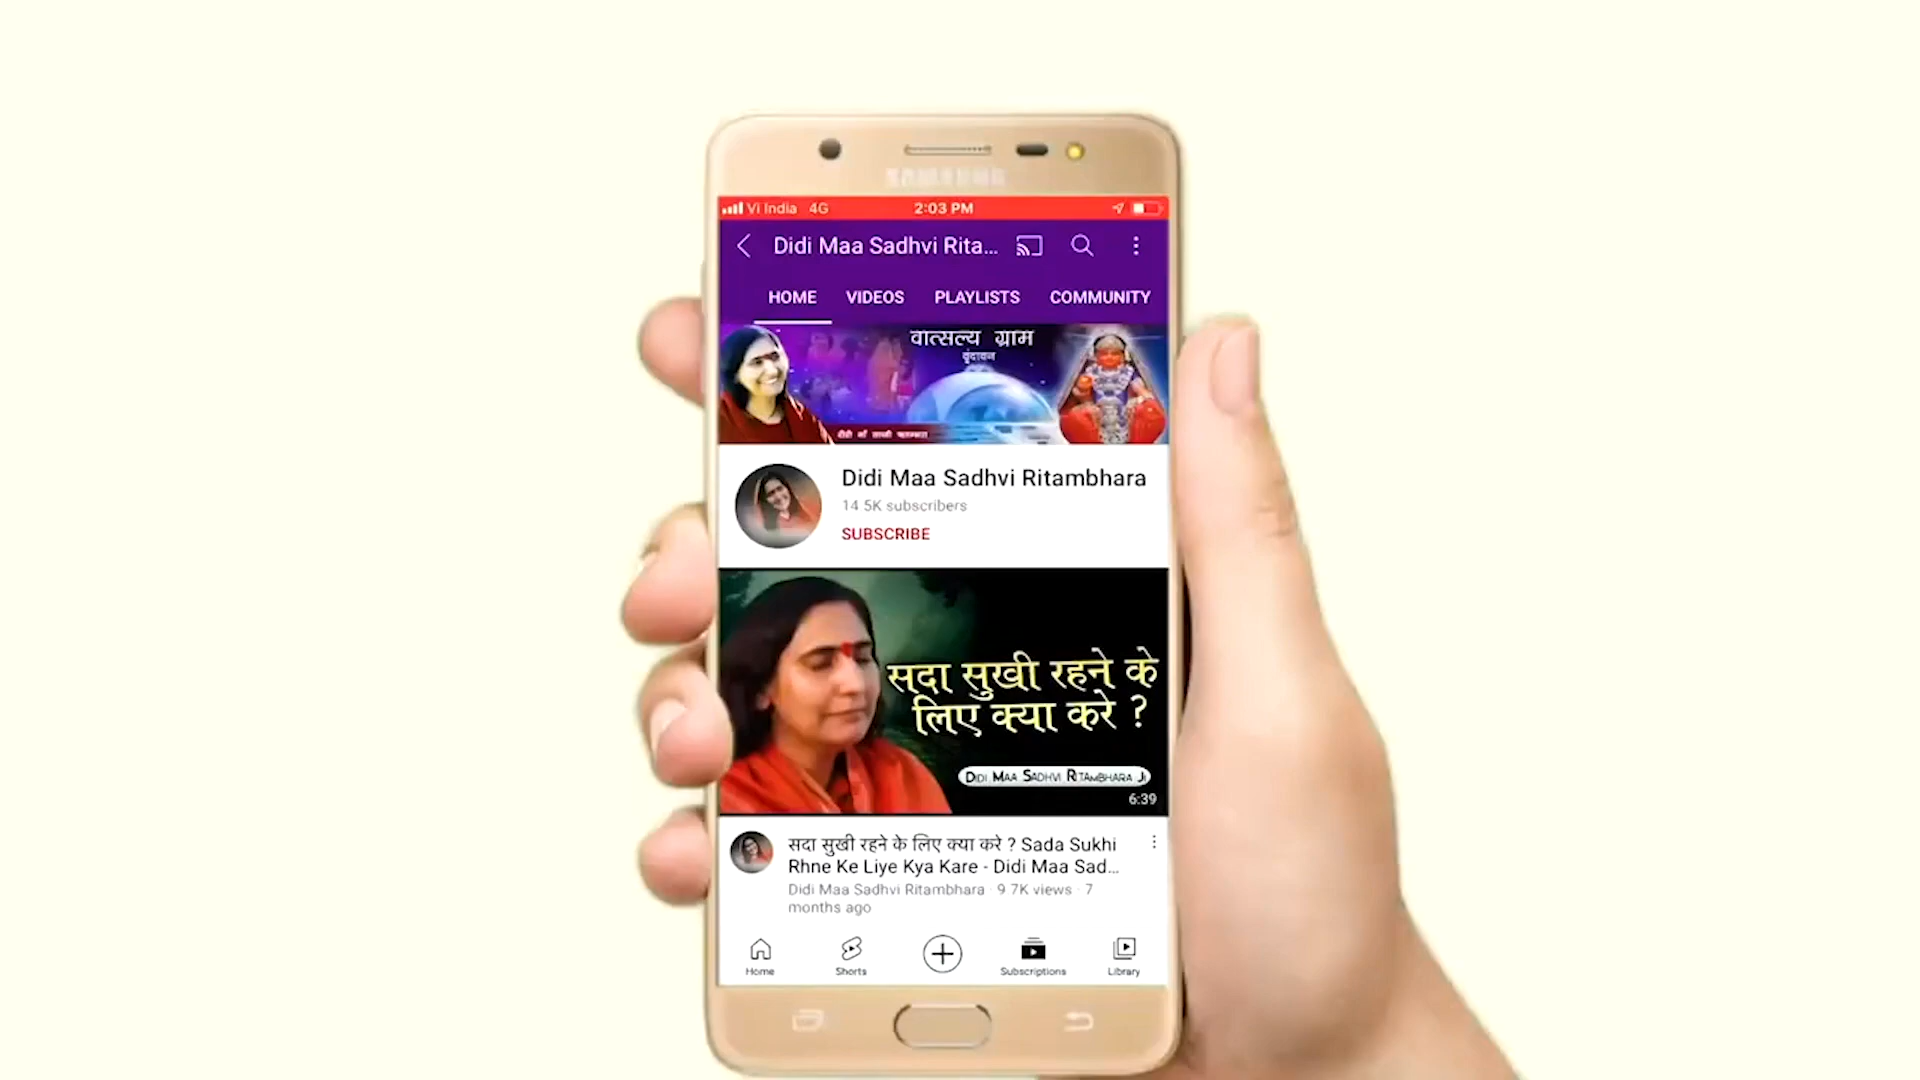 SAMSUNG
Vi India 4G 2:03 PM
Didi Maa Sadhvi Rita...
HOME VIDEOS PLAYLISTS COMMUNITY
वात्सल्य ग्राम
वृंदावन
Didi Maa Sadhvi Ritambhara
14 5K subscribers
SUBSCRIBE
सदा सुखी रहने के
लिए क्या करे ?
DIDI MAA SADHVI RITAMBHARA JI
6:39
सदा सुखी रहने के लिए क्या करे ? Sada Sukhi
Rhne Ke Liye Kya Kare - Didi Maa Sad...
Didi Maa Sadhvi Ritambhara · 9 7K views · 7
months ago
Home Shorts Subscriptions Library